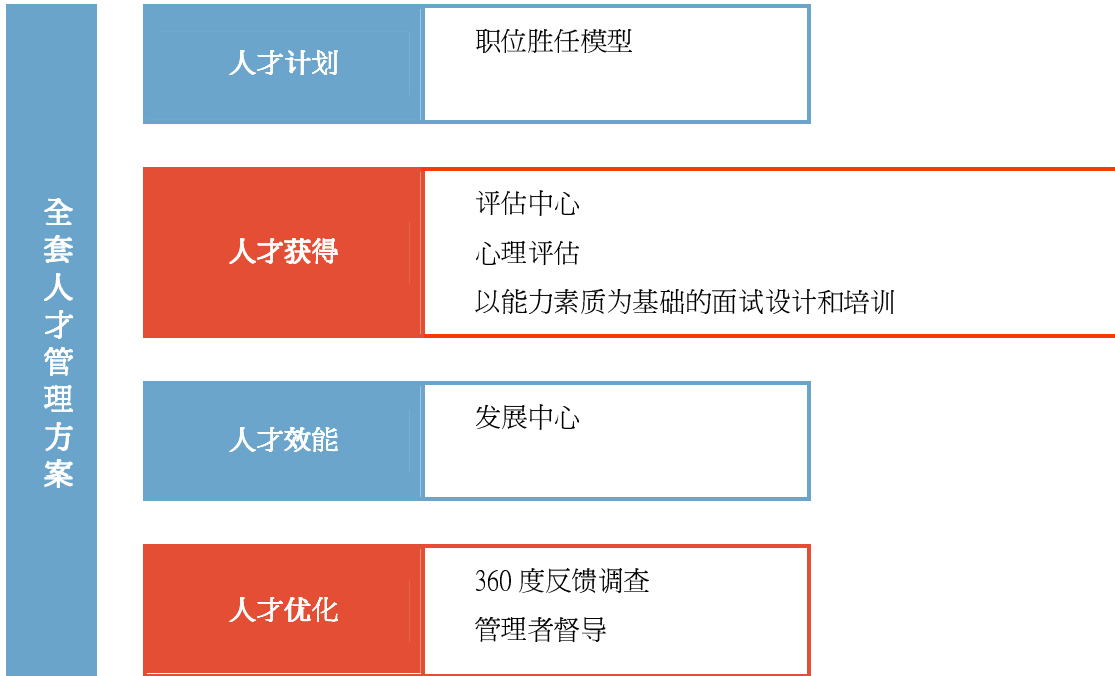 全套人才管理方案
人才计划
职位胜任模型
人才获得
评估中心
心理评估
以能力素质为基础的面试设计和培训
人才效能
发展中心
人才优化
360 度反馈调查
管理者督导